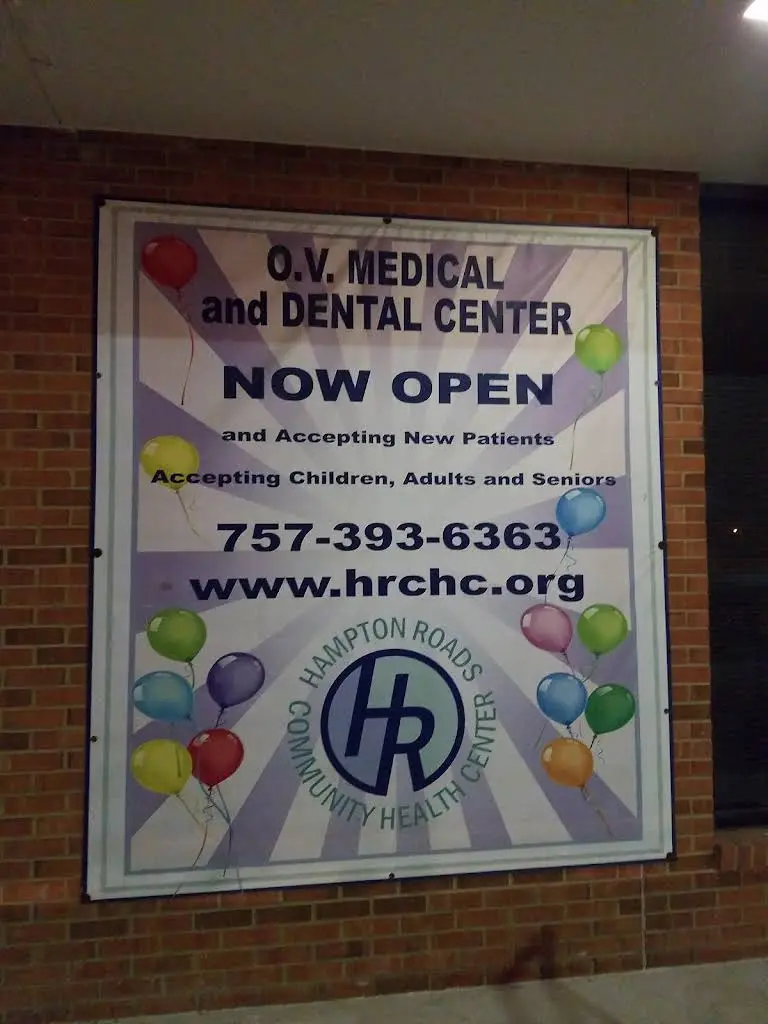 O.V. MEDICAL
and DENTAL CENTER
NOW OPEN
and Accepting New Patients
Accepting Children, Adults and Seniors
757-393-6363
www.hrchc.org
HAMPTON ROADS
HR
COMMUNITY HEALTH CENTER